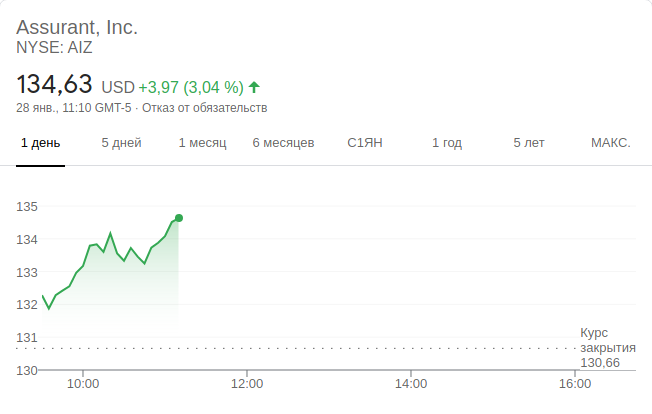 Assurant, Inc.
NYSE: AIZ
134,63 USD +3,97 (3,04 %)
28 янв., 11:10 GMT-5 · Отказ от обязательств
1 день 5 дней 1 месяц 6 месяцев С1ЯН 1 год 5 лет МАКС.
135
134
133
132
131
Курс
закрытия
130,66
130
10:00 12:00 14:00 16:00